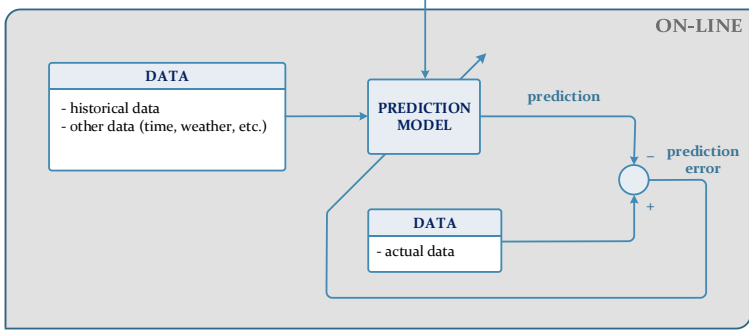 ON-LINE
DATA
- historical data
- other data (time, weather, etc.)
PREDICTION
MODEL
prediction
−
prediction
error
+
DATA
- actual data